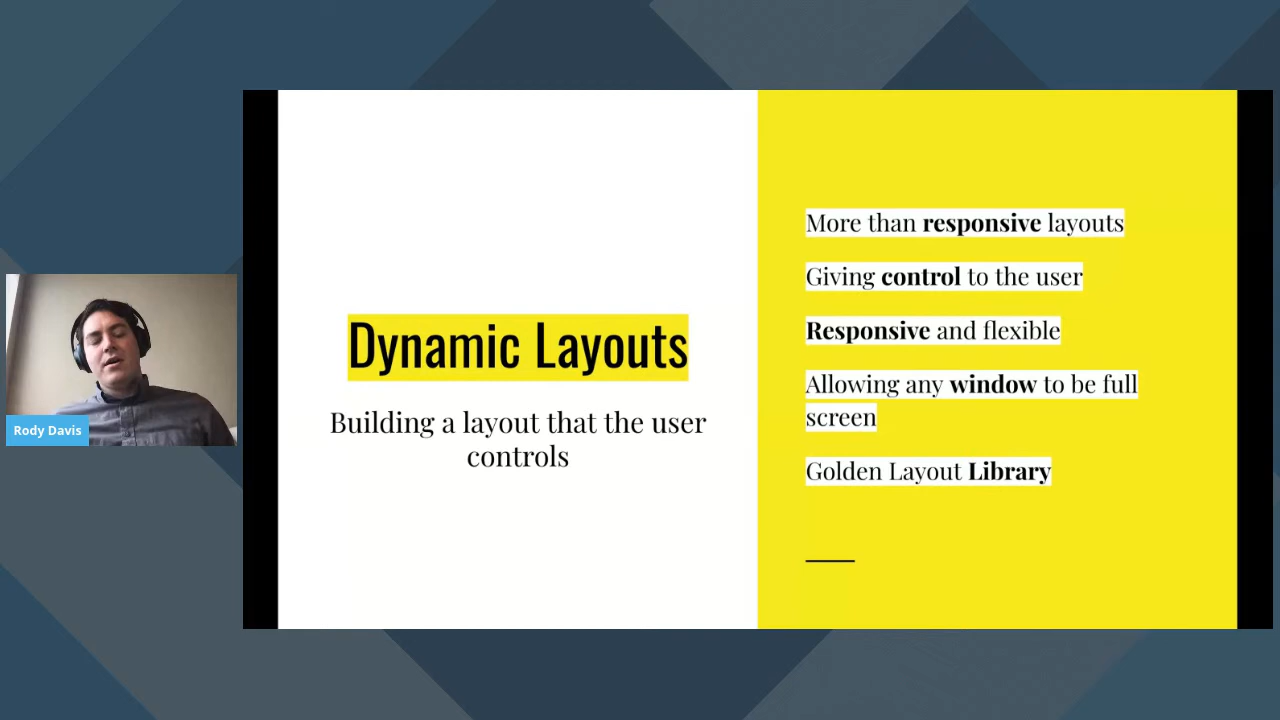 Dynamic Layouts
Building a layout that the user
controls
More than responsive layouts
Giving control to the user
Responsive and flexible
Allowing any window to be full
screen
Golden Layout Library
Rody Davis